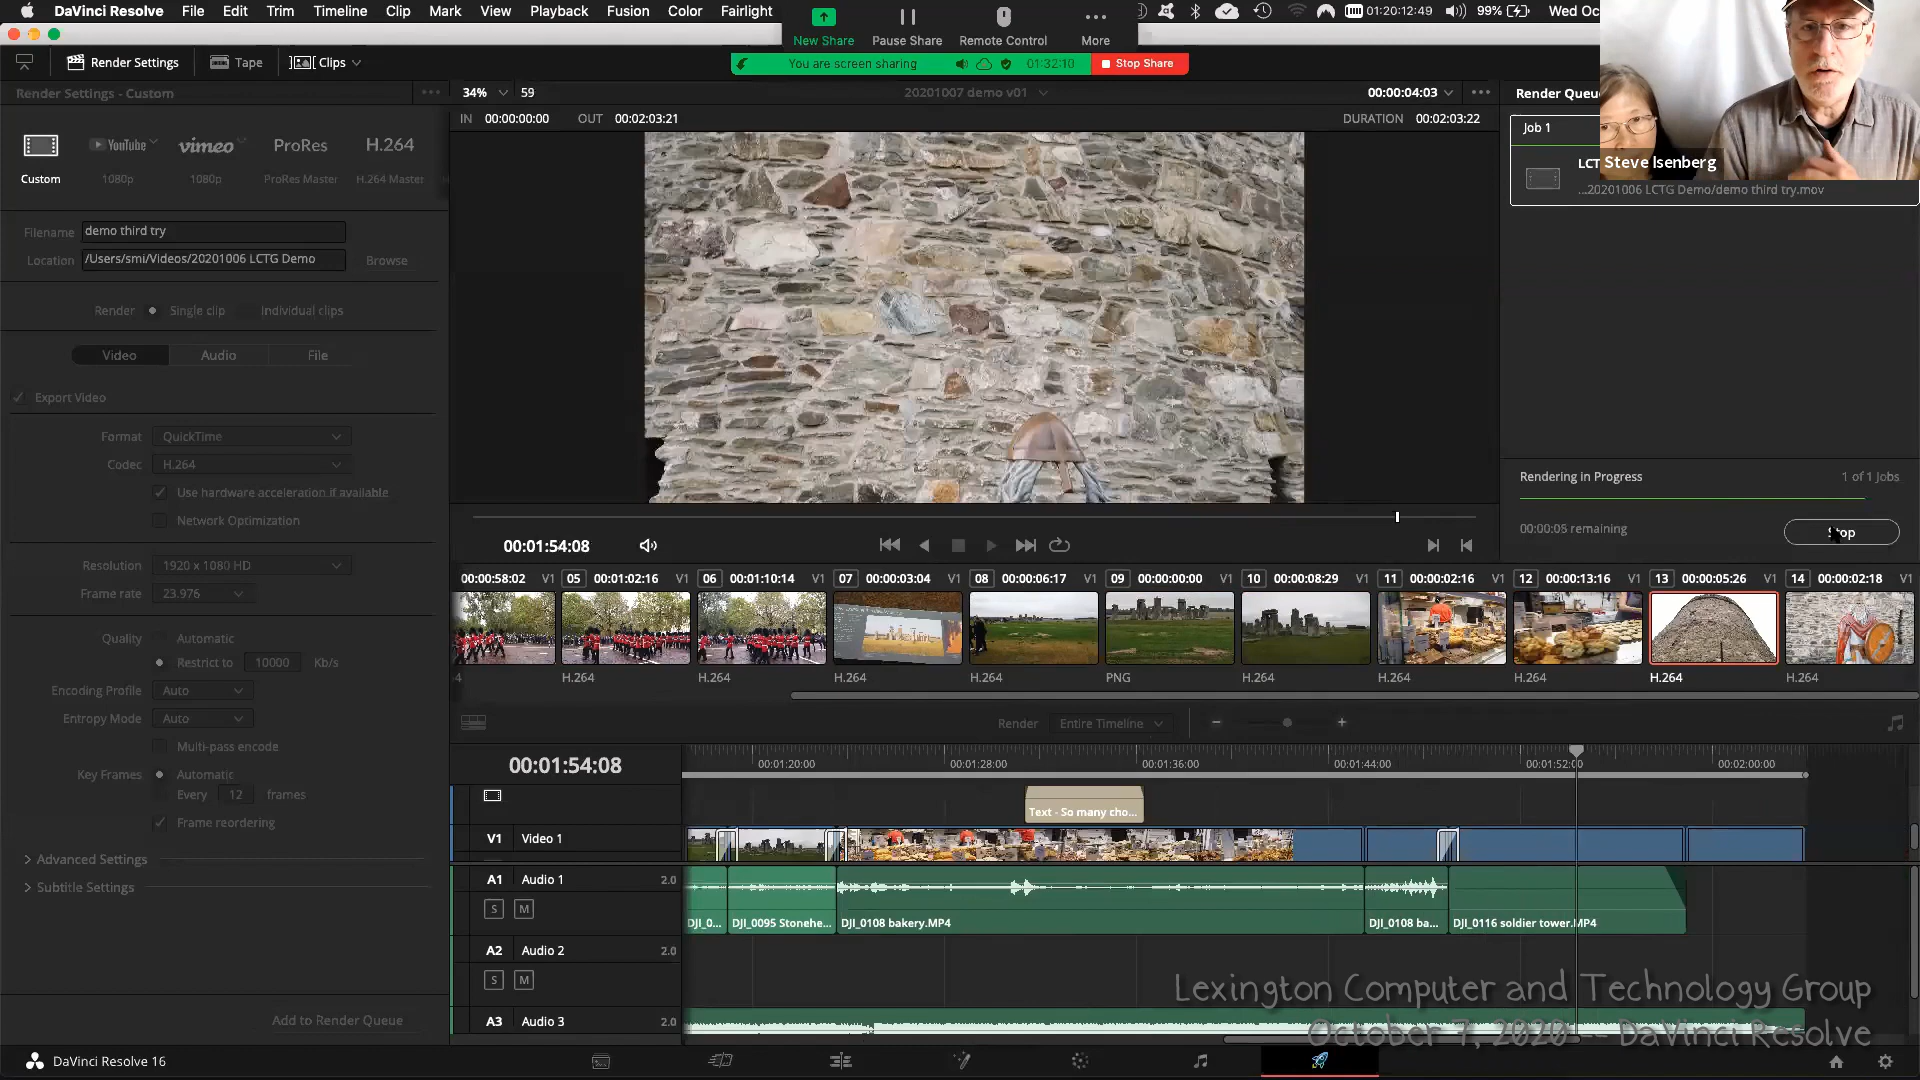 DaVinci Resolve File Edit Trim Timeline Clip Mark View Playback Fusion Color Fairlight
01:20:12:49 99% Wed Oc
New Share Pause Share Remote Control More
You are screen sharing 01:32:10 Stop Share
Render Settings Tape Clips
Render Settings - Custom
34% 59 20201007 demo v01 00:00:04:03
Render Queu
IN 00:00:00:00 OUT 00:02:03:21 DURATION 00:02:03:22
Job 1
LCT Steve Isenberg
...20201006 LCTG Demo/demo third try.mov
YouTube vimeo ProRes H.264
Custom 1080p 1080p ProRes Master H.264 Master
Filename demo third try
Location /Users/smi/Videos/20201006 LCTG Demo Browse
Render Single clip Individual clips
Video Audio File
Export Video
Format QuickTime
Codec H.264
Use hardware acceleration if available
Network Optimization
Resolution 1920 x 1080 HD
Frame rate 23.976
Quality Automatic
Restrict to 10000 Kb/s
Encoding Profile Auto
Entropy Mode Auto
Multi-pass encode
Key Frames Automatic
Every 12 frames
Frame reordering
Advanced Settings
Subtitle Settings
Add to Render Queue
Rendering in Progress 1 of 1 Jobs
00:00:05 remaining Stop
00:01:54:08
00:00:58:02 V1 05 00:01:02:16 V1 06 00:01:10:14 V1 07 00:00:03:04 V1 08 00:00:06:17 V1 09 00:00:00:00 V1 10 00:00:08:29 V1 11 00:00:02:16 V1 12 00:00:13:16 V1 13 00:00:05:26 V1 14 00:00:02:18 V1
4 H.264 H.264 H.264 H.264 PNG H.264 H.264 H.264 H.264 H.264
Render Entire Timeline
00:01:54:08
00:01:20:00 00:01:28:00 00:01:36:00 00:01:44:00 00:01:52:00 00:02:00:00
Text - So many cho...
V1 Video 1
A1 Audio 1 2.0
S M
DJI_0... DJI_0095 Stonehe... DJI_0108 bakery.MP4 DJI_0108 ba... DJI_0116 soldier tower.MP4
A2 Audio 2 2.0
S M
A3 Audio 3 2.0
Lexington Computer and Technology Group
October 7, 2020 -- DaVinci Resolve
DaVinci Resolve 16